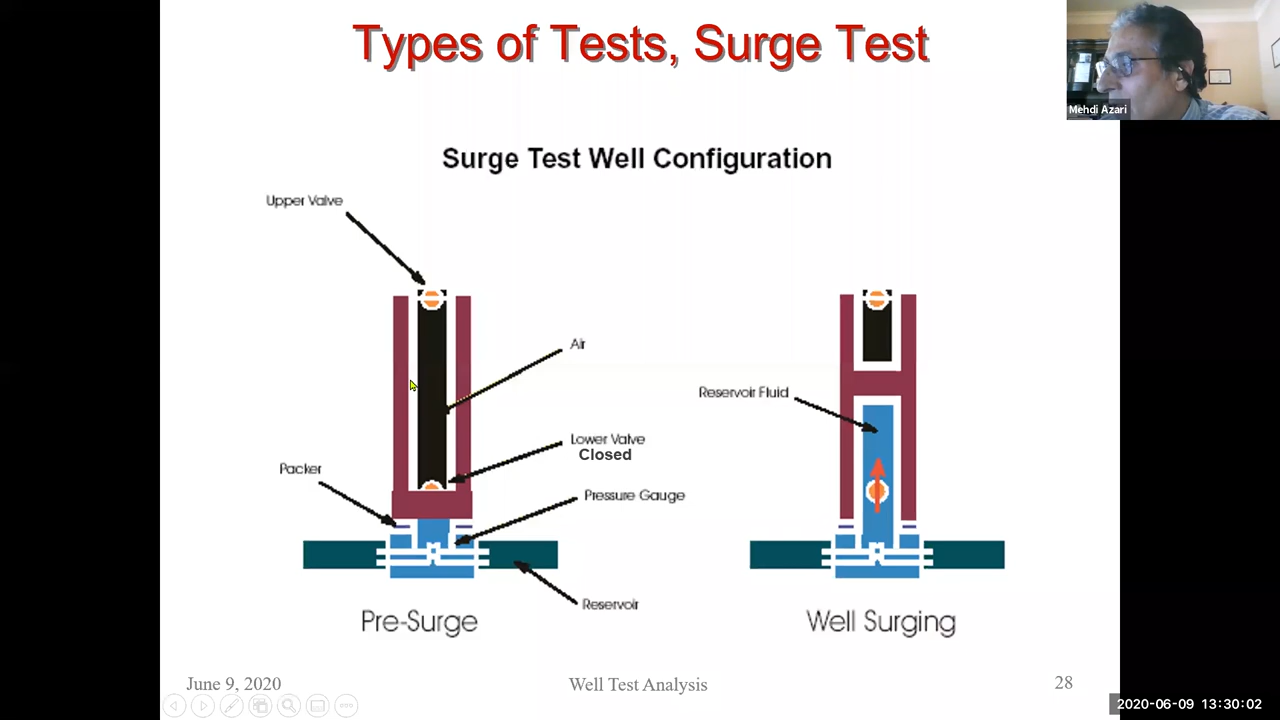 Types of Tests, Surge Test
Mehdi Azari
Surge Test Well Configuration
Upper Valve
Air
Reservoir Fluid
Lower Valve
Closed
Packer
Pressure Gauge
Reservoir
Pre-Surge
Well Surging
June 9, 2020
Well Test Analysis
28
2020-06-09 13:30:02